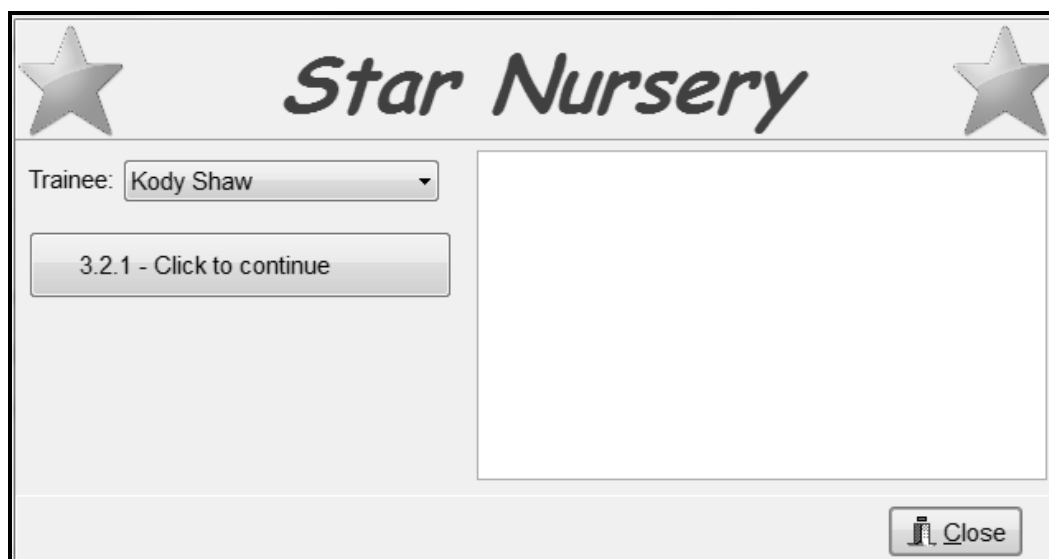 Star Nursery
Trainee: Kody Shaw
3.2.1 - Click to continue
Close